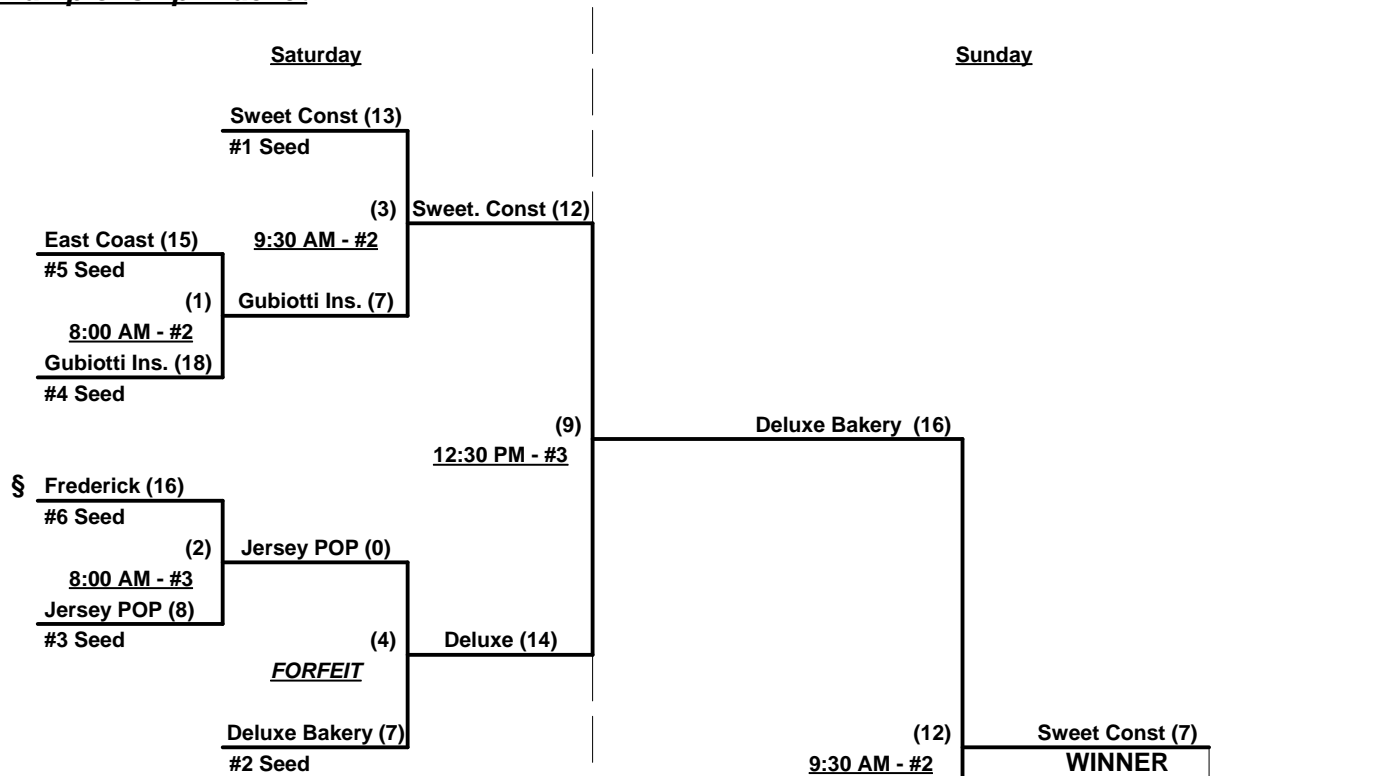 Saturday
Sunday
Sweet Const (13)
#1 Seed
(3)
Sweet. Const (12)
9:30 AM - #2
East Coast (15)
#5 Seed
(1)
Gubiotti Ins. (7)
8:00 AM - #2
Gubiotti Ins. (18)
#4 Seed
(9)
Deluxe Bakery (16)
12:30 PM - #3
§ Frederick (16)
#6 Seed
(2)
Jersey POP (0)
8:00 AM - #3
Jersey POP (8)
#3 Seed
(4)
Deluxe (14)
FORFEIT
Deluxe Bakery (7)
#2 Seed
(12)
Sweet Const (7)
9:30 AM - #2
WINNER